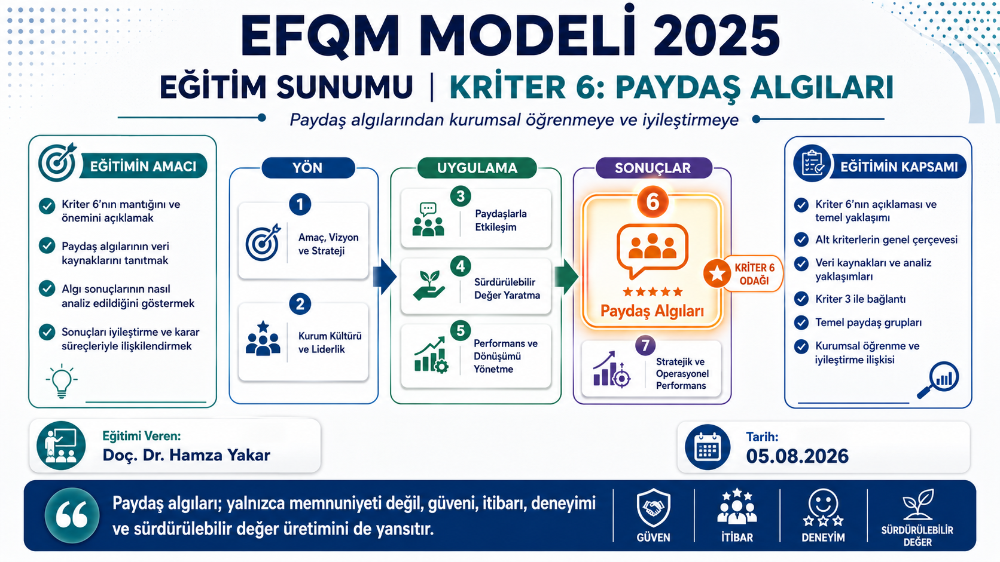 EFQM MODELİ 2025
EĞİTİM SUNUMU | KRİTER 6: PAYDAŞ ALGILARI
Paydaş algılarından kurumsal öğrenmeye ve iyileştirmeye
EĞİTİMİN AMACI
Kriter 6'nın mantığını ve
önemini açıklamak
Paydaş algılarının veri
kaynaklarını tanıtmak
Algı sonuçlarının nasıl
analiz edildiğini göstermek
Sonuçları iyileştirme ve karar
süreçleriyle ilişkilendirmek
YÖN
1
Amaç, Vizyon
ve Strateji
2
Kurum Kültürü
ve Liderlik
UYGULAMA
3
Paydaşlarla
Etkileşim
4
Sürdürülebilir
Değer Yaratma
5
Performans ve
Dönüşümü
Yönetme
SONUÇLAR
6
Paydaş Algıları
7
Stratejik ve
Operasyonel
Performans
KRİTER 6
ODAĞI
EĞİTİMİN KAPSAMI
Kriter 6'nın açıklaması ve
temel yaklaşımı
Alt kriterlerin genel çerçevesi
Veri kaynakları ve analiz
yaklaşımları
Kriter 3 ile bağlantı
Temel paydaş grupları
Kurumsal öğrenme ve
iyileştirme ilişkisi
Eğitimi Veren:
Doç. Dr. Hamza Yakar
Tarih:
05.08.2026
Paydaş algıları; yalnızca memnuniyeti değil, güveni, itibarı, deneyimi
ve sürdürülebilir değer üretimini de yansıtır.
GÜVEN
İTİBAR
DENEYİM
SÜRDÜRÜLEBİLİR
DEĞER